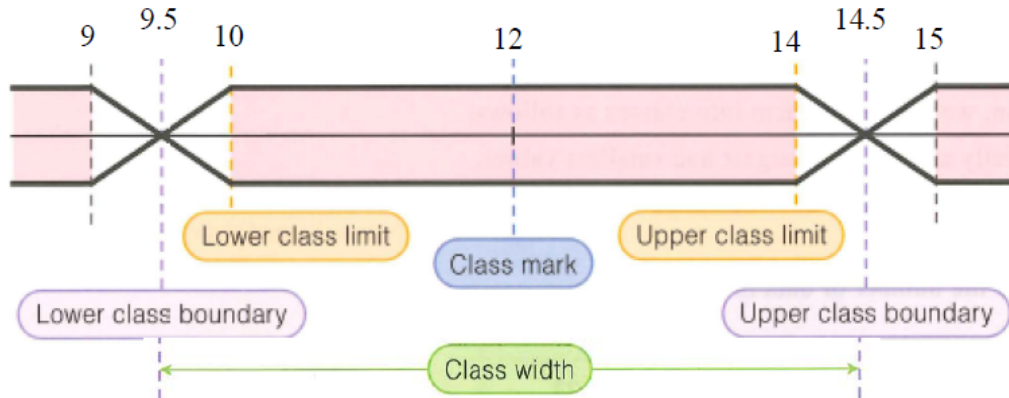 9 9.5 10 12 14 14.5 15
Lower class limit
Upper class limit
Class mark
Lower class boundary
Upper class boundary
Class width